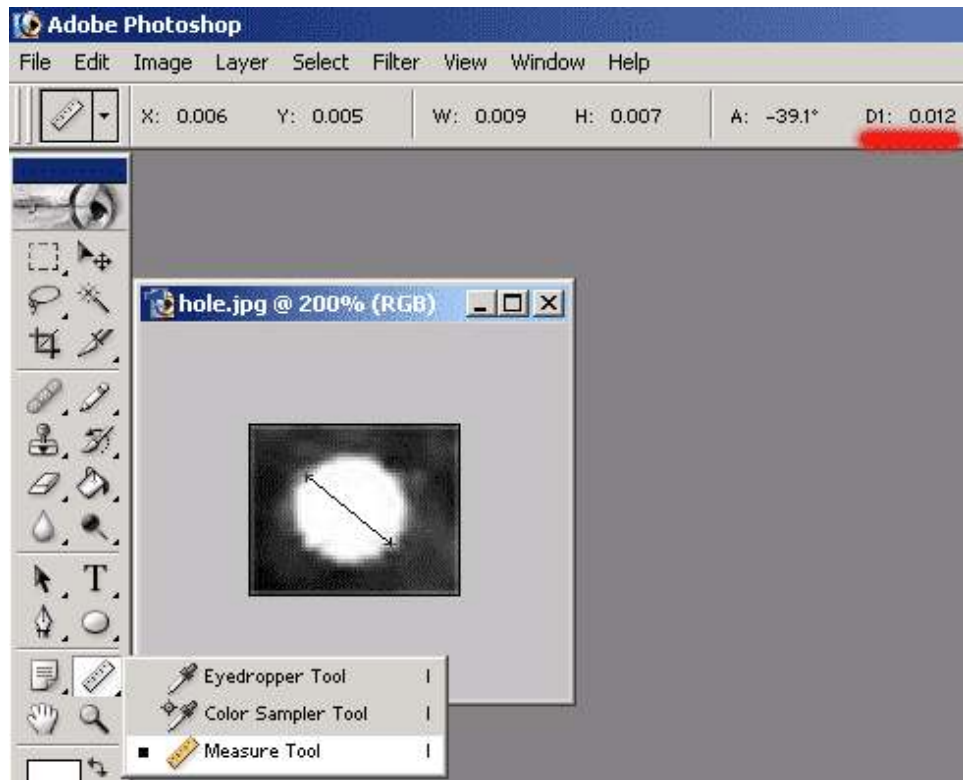 Adobe Photoshop
File Edit Image Layer Select Filter View Window Help
X: 0.006 Y: 0.005 W: 0.009 H: 0.007 A: -39.1° D1: 0.012
hole.jpg @ 200% (RGB)
T
Eyedropper Tool I
Color Sampler Tool I
Measure Tool I